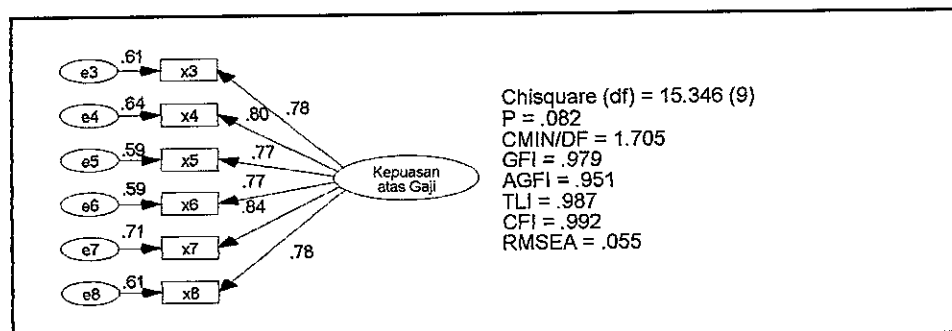 .61
e3 x3
.78
.64
e4 x4
.80
.59
e5 x5
.77
.59
e6 x6
.77
.71
e7 x7
.84
.61
e8 x8
.78
Kepuasan
atas Gaji
Chisquare (df) = 15.346 (9)
P = .082
CMIN/DF = 1.705
GFI = .979
AGFI = .951
TLI = .987
CFI = .992
RMSEA = .055